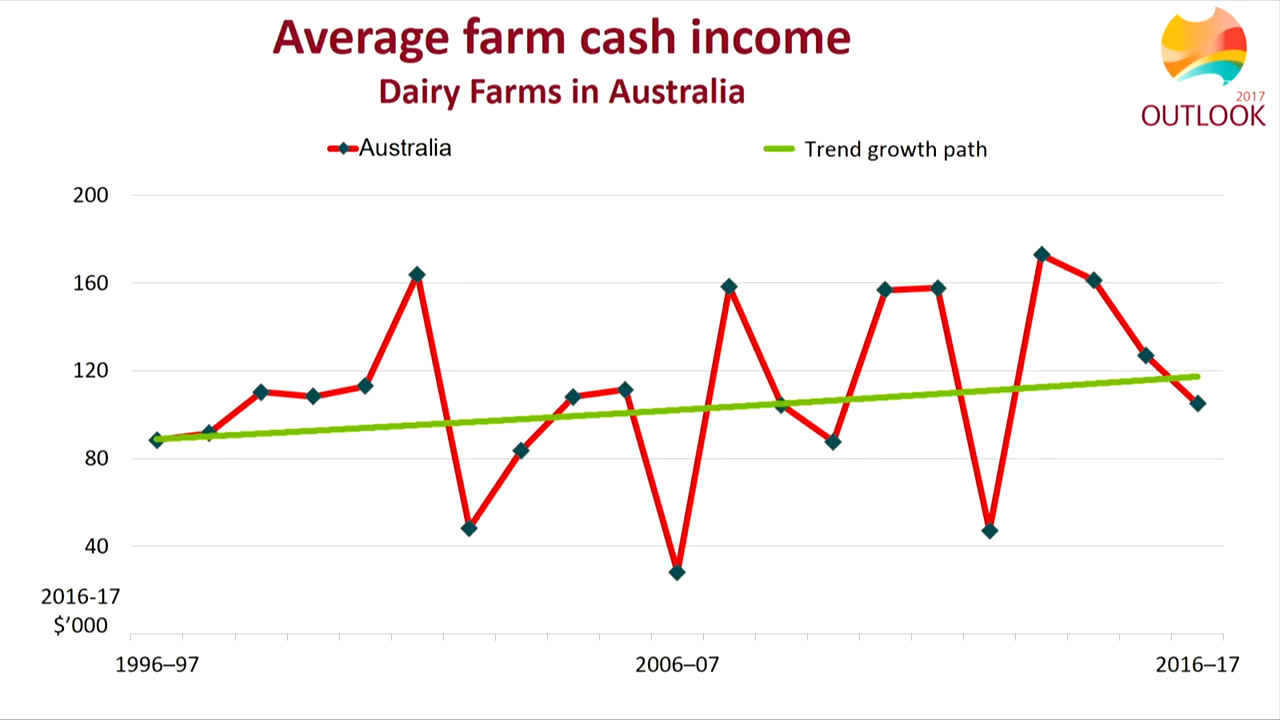 Average farm cash income
Dairy Farms in Australia
2017
OUTLOOK
Australia
Trend growth path
200
160
120
80
40
2016-17
$’000
1996–97
2006–07
2016–17